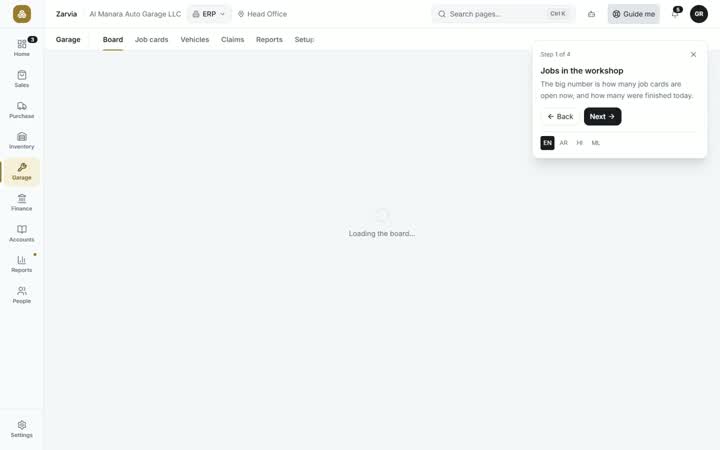 Zarvia
Al Manara Auto Garage LLC
ERP
Head Office
Search pages...
Ctrl K
Guide me
5
GR
3
Home
Sales
Purchase
Inventory
Garage
Finance
Accounts
Reports
People
Settings
Garage
Board
Job cards
Vehicles
Claims
Reports
Setup
Step 1 of 4
Jobs in the workshop
The big number is how many job cards are
open now, and how many were finished today.
Back
Next
EN
AR
HI
ML
Loading the board...